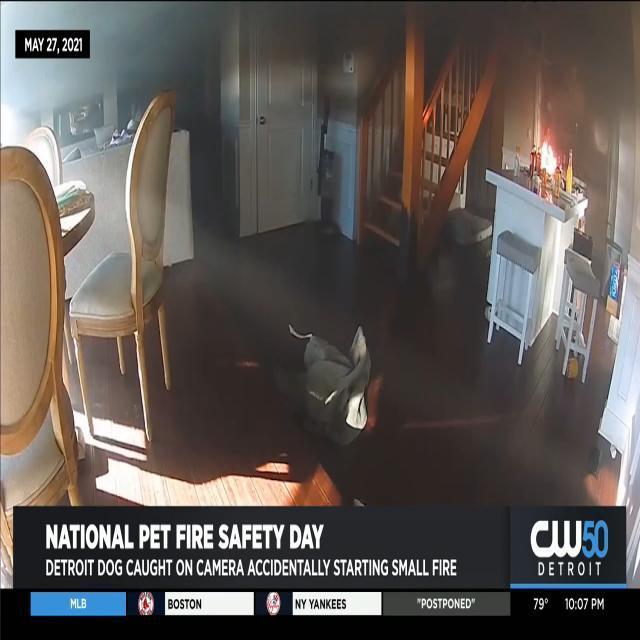 MAY 27, 2021
NATIONAL PET FIRE SAFETY DAY
DETROIT DOG CAUGHT ON CAMERA ACCIDENTALLY STARTING SMALL FIRE
CW50
DETROIT
MLB BOSTON NY YANKEES "POSTPONED" 79° 10:07 PM